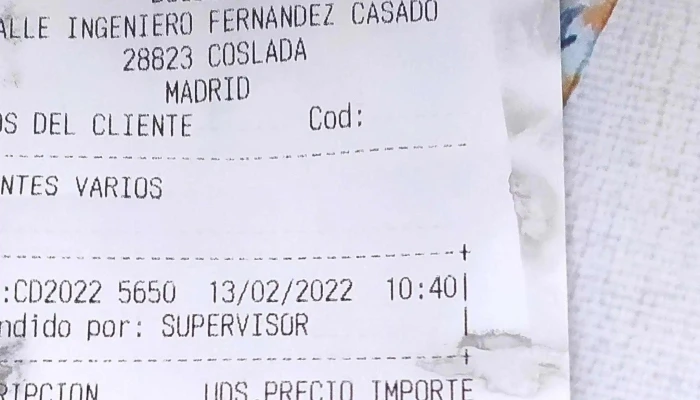 ALLE INGENIERO FERNANDEZ CASADO
28823 COSLADA
MADRID
OS DEL CLIENTE Cod:
NTES VARIOS
:CD2022 5650 13/02/2022 10:40|
ndido por: SUPERVISOR |
RIPCION UDS.PRECIO IMPORTE